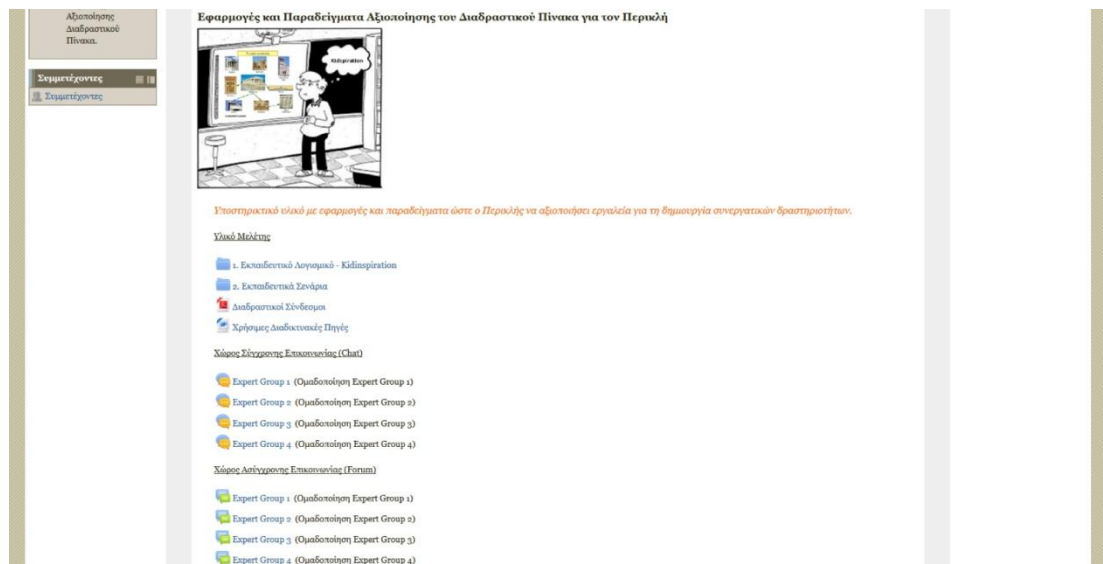 Αξιοποίησης
Διαδραστικού
Πίνακα.
Συμμετέχοντες
Συμμετέχοντες
Εφαρμογές και Παραδείγματα Αξιοποίησης του Διαδραστικού Πίνακα για τον Περικλή
Kidspiration
Υποστηρικτικό υλικό με εφαρμογές και παραδείγματα ώστε ο Περικλής να αξιοποιήσει εργαλεία για τη δημιουργία συνεργατικών δραστηριοτήτων.
Υλικό Μελέτης
1. Εκπαιδευτικό Λογισμικό - Kidinspiration
2. Εκπαιδευτικά Σενάρια
Διαδραστικοί Σύνδεσμοι
Χρήσιμες Διαδικτυακές Πηγές
Χώρος Σύγχρονης Επικοινωνίας (Chat)
Expert Group 1 (Ομαδοποίηση Expert Group 1)
Expert Group 2 (Ομαδοποίηση Expert Group 2)
Expert Group 3 (Ομαδοποίηση Expert Group 3)
Expert Group 4 (Ομαδοποίηση Expert Group 4)
Χώρος Ασύγχρονης Επικοινωνίας (Forum)
Expert Group 1 (Ομαδοποίηση Expert Group 1)
Expert Group 2 (Ομαδοποίηση Expert Group 2)
Expert Group 3 (Ομαδοποίηση Expert Group 3)
Expert Group 4 (Ομαδοποίηση Expert Group 4)